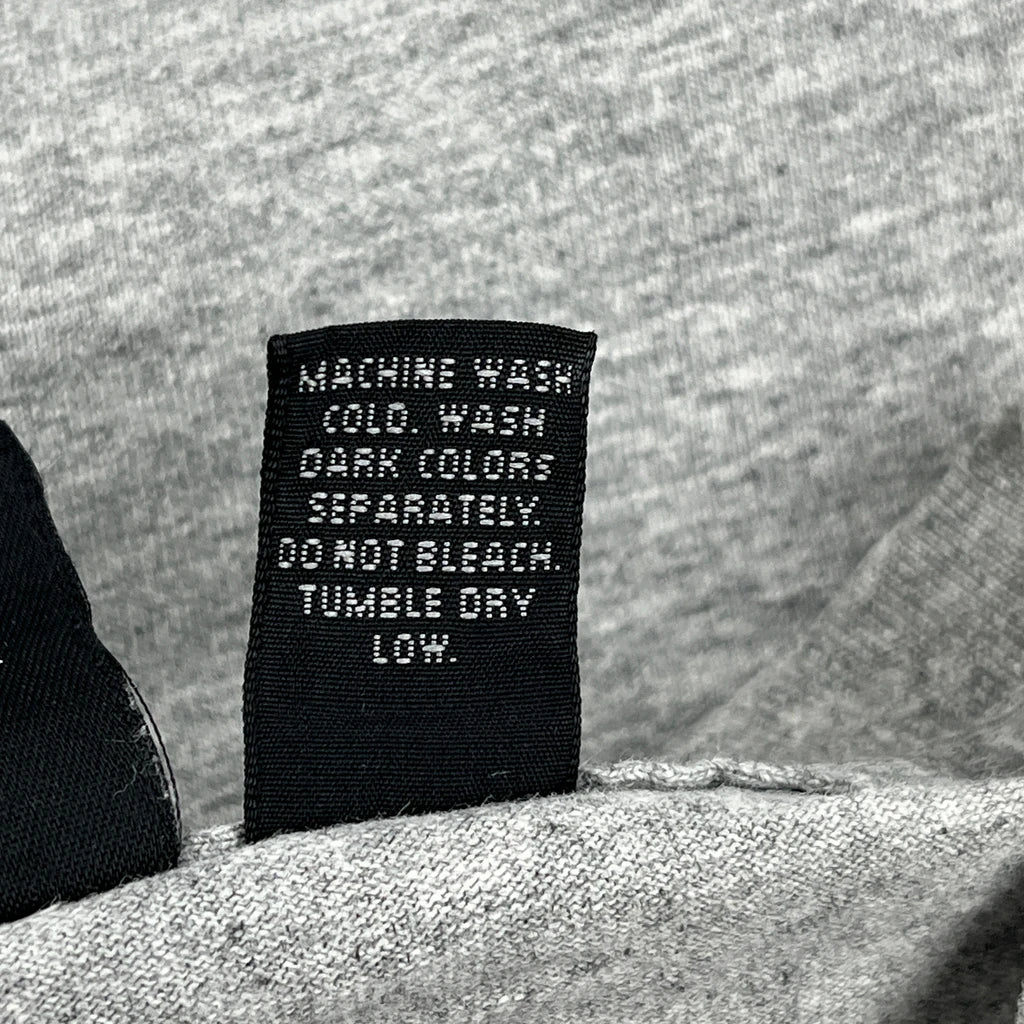 MACHINE WASH
COLD. WASH
DARK COLORS
SEPARATELY.
DO NOT BLEACH.
TUMBLE DRY
LOW.